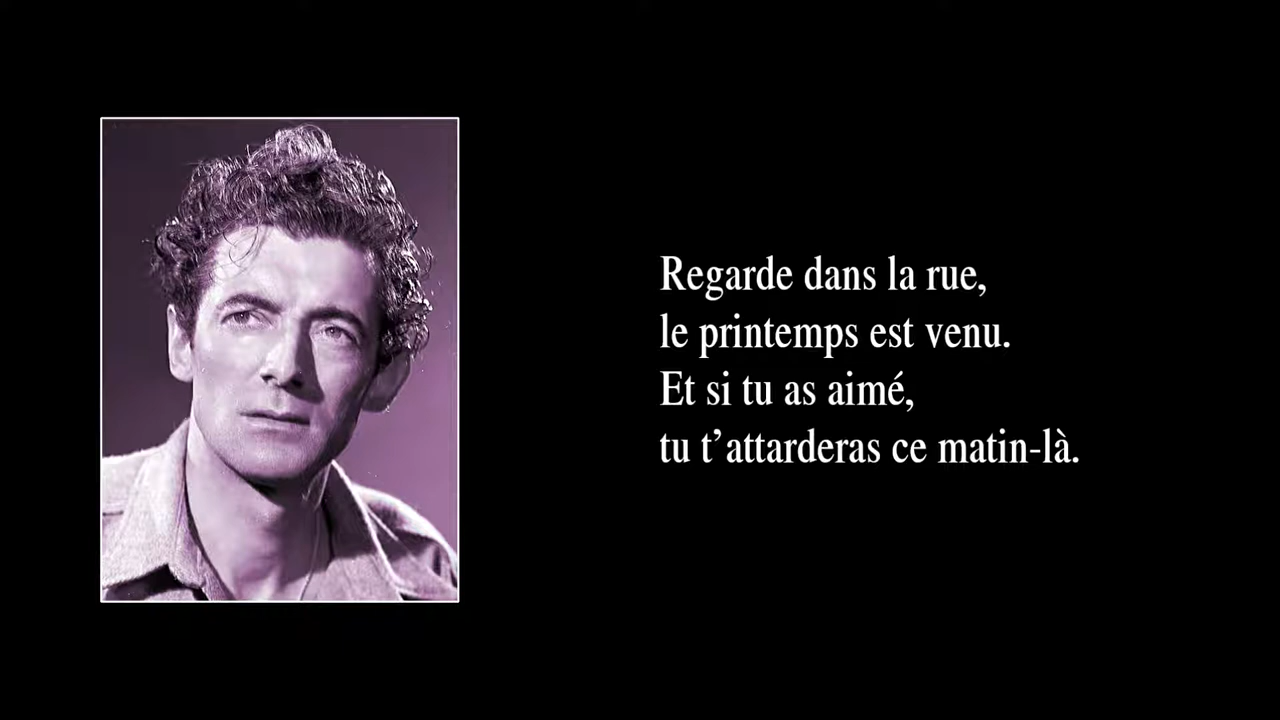 Regarde dans la rue,
le printemps est venu.
Et si tu as aimé,
tu t’attarderas ce matin-là.